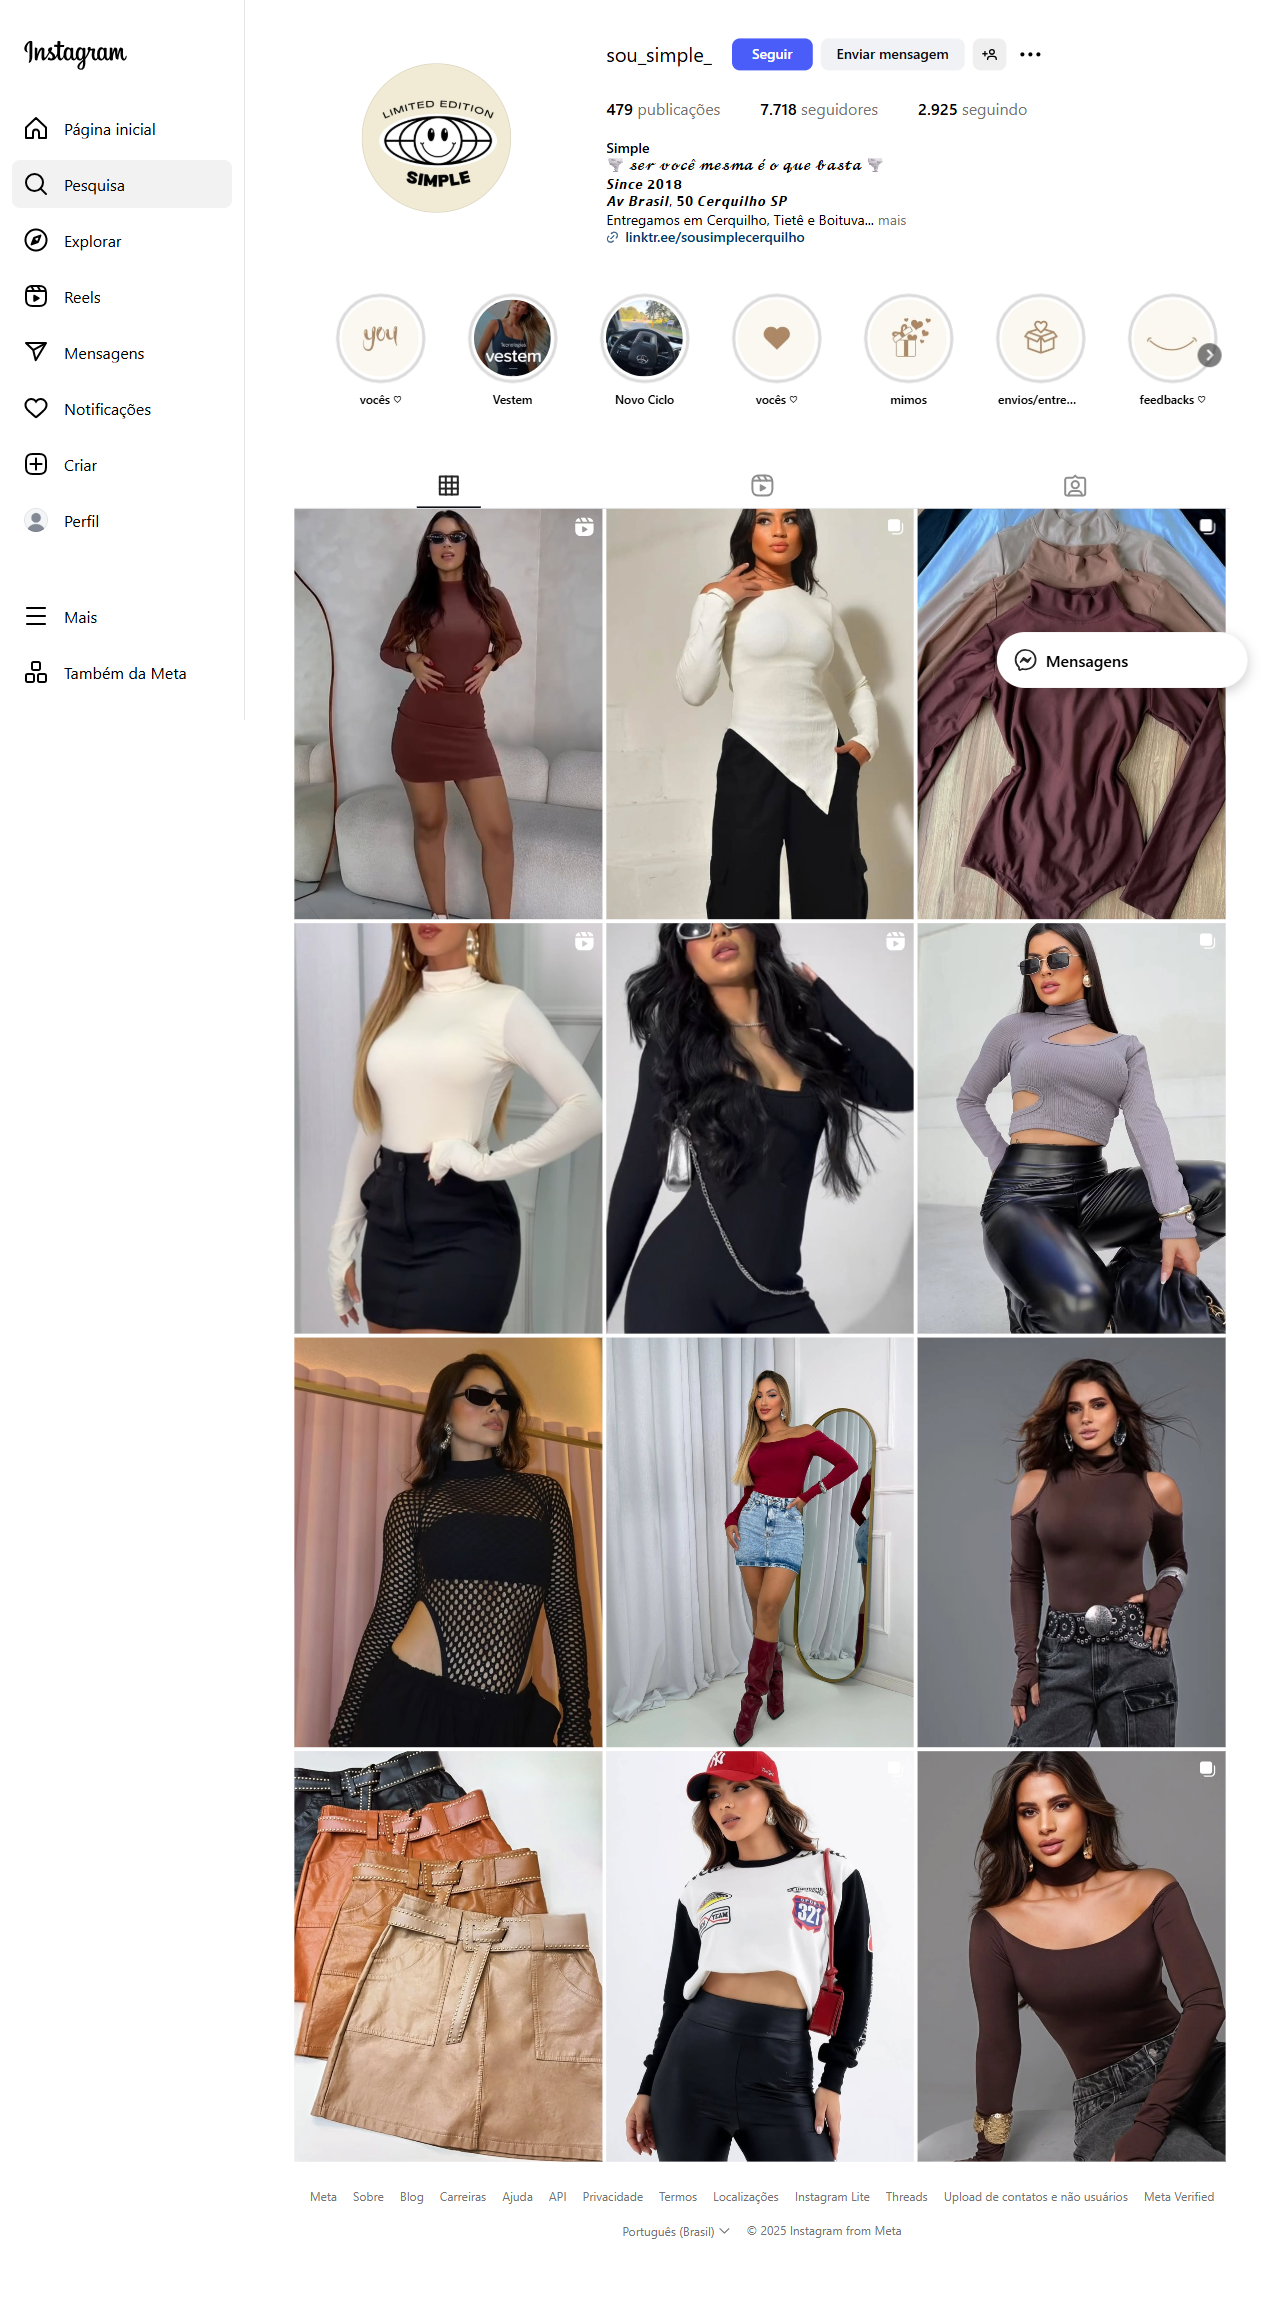 Instagram
Página inicial
Pesquisa
Explorar
Reels
Mensagens
Notificações
Criar
Perfil
Mais
Também da Meta
LIMITED EDITION
SIMPLE
sou_simple_ Seguir Enviar mensagem
479 publicações 7.718 seguidores 2.925 seguindo
Simple
𝓼𝓮𝓻 𝓿𝓸𝓬ê 𝓶𝓮𝓼𝓶𝓪 é 𝓸 𝓺𝓾𝓮 𝓫𝓪𝓼𝓽𝓪
𝑺𝒊𝒏𝒄𝒆 𝟐𝟎𝟏𝟖
𝑨𝒗 𝑩𝒓𝒂𝒔𝒊𝒍, 𝟓𝟎 𝑪𝒆𝒓𝒒𝒖𝒊𝒍𝒉𝒐 𝑺𝑷
Entregamos em Cerquilho, Tietê e Boituva... mais
linktr.ee/sousimplecerquilho
you
Tecnologias
vestem
vocês ♡ Vestem Novo Ciclo vocês ♡ mimos envios/entre... feedbacks ♡
Mensagens
NY
TEAM
321
Meta Sobre Blog Carreiras Ajuda API Privacidade Termos Localizações Instagram Lite Threads Upload de contatos e não usuários Meta Verified
Português (Brasil) © 2025 Instagram from Meta